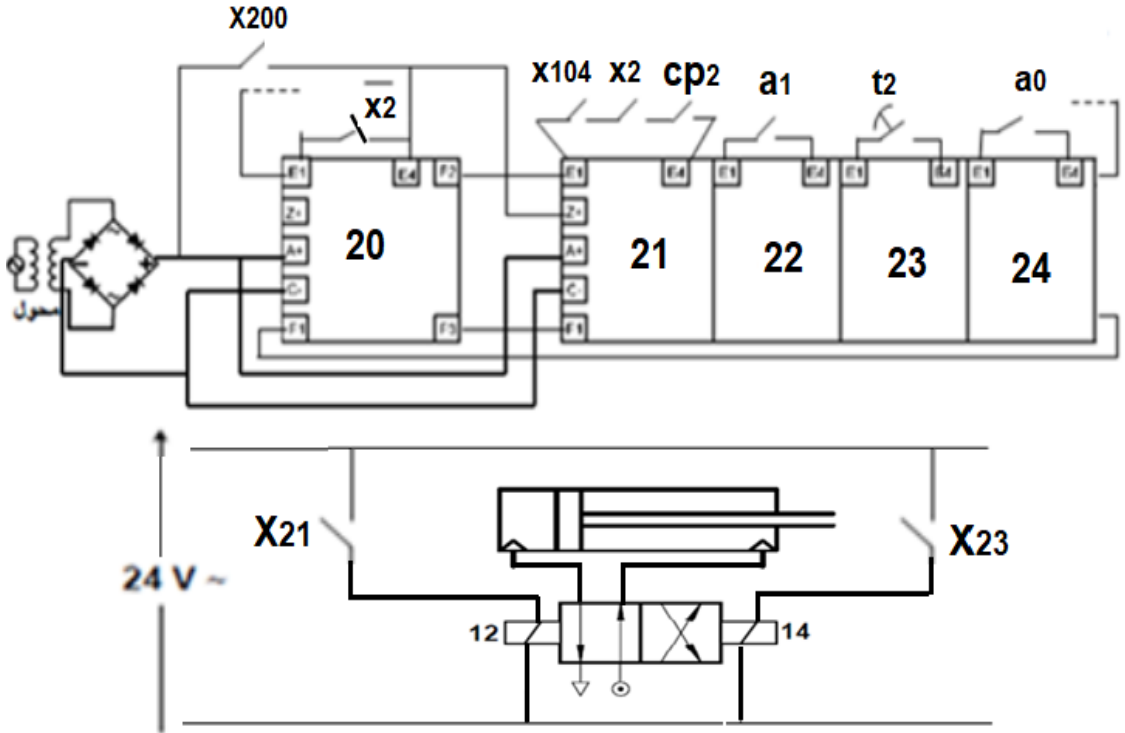 X200
x2
x104 x2 cp2 a1 t2 a0
E1 E4 F2 E1 E4 E1 E4 E1 E4 E1 E4
Z+ Z+
A+ 20 A+ 21 22 23 24
C- C-
محول
F1 F3 F1
X21 X23
24 V ~
12 14